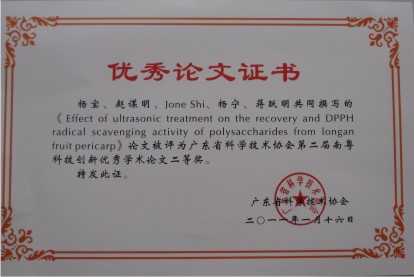 优秀论文证书
杨宝、赵谋明、Jone Shi、杨宁、蒋跃明共同撰写的
《Effect of ultrasonic treatment on the recovery and DPPH
radical scavenging activity of polysaccharides from longan
fruit pericarp》论文被评为广东省科学技术协会第二届南粤
科技创新优秀学术论文二等奖。
特发此证。
广东省科学技术协会
二〇一一年一月十六日